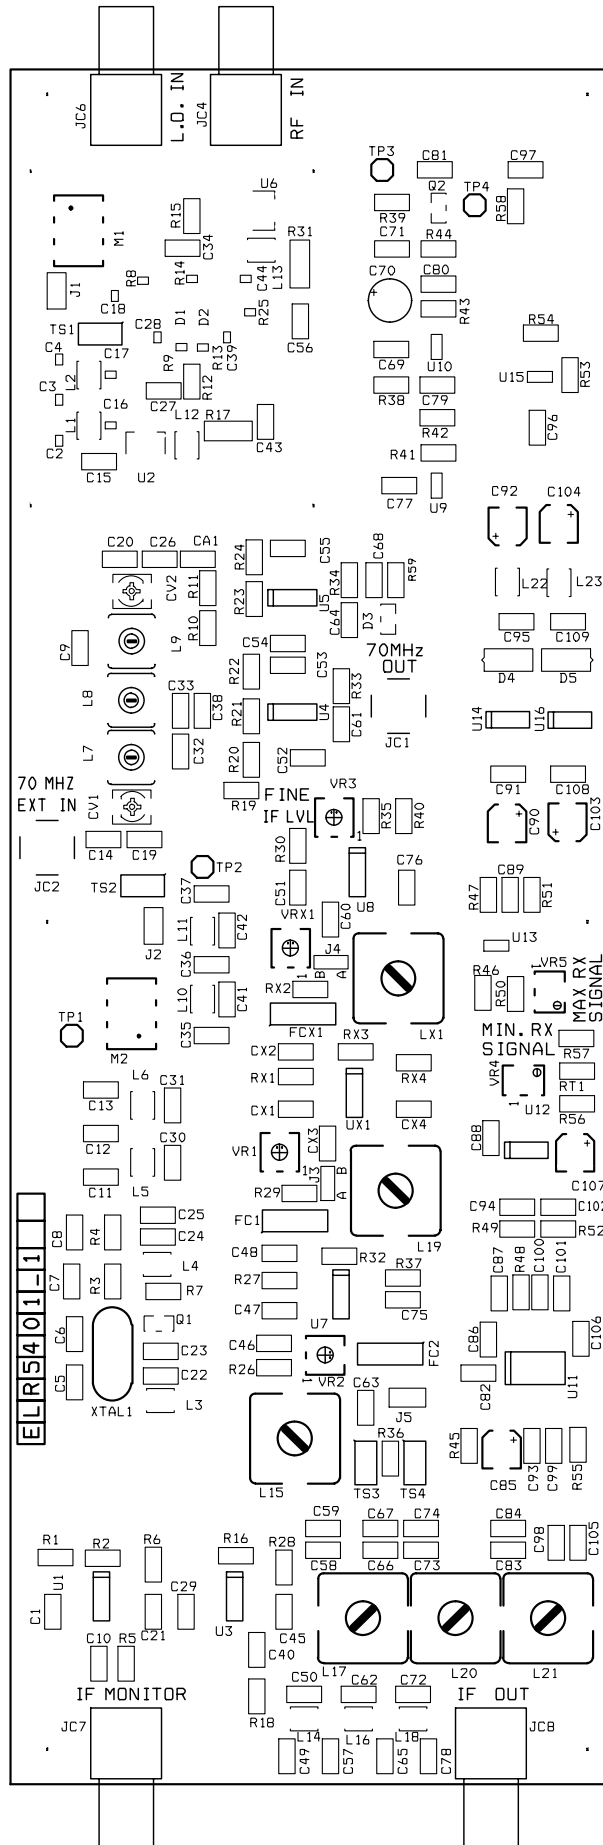 JC6
L.O. IN
JC4
RF IN
TP3
C81
C97
U6
Q2
TP4
R15
R39
R58
M1
C34
R31
C71
R44
R8
R14
C44
L13
C70
C80
J1
C18
D1
D2
R25
R43
TS1
C28
C56
R54
C4
C17
R9
R13
C39
C69
U10
L2
R12
U15
R53
C3
C27
R38
C79
C16
L12
R17
R42
L1
C43
C96
C2
R41
C15
U2
C77
U9
C92
C104
C20
C26
CA1
R24
C55
C68
R59
R34
CV2
R11
U5
L22
L23
R23
C64
D3
R10
C95
C109
C9
L9
C54
70MHz
OUT
R22
C53
R33
D4
D5
L8
C33
C38
R21
U4
C61
JC1
U14
U16
L7
C32
R20
C52
70 MHZ
EXT IN
CV1
R19
FINE
IF LVL
VR3
1
R35
R40
C91
C108
C90
C103
C14
C19
R30
JC2
TP2
U8
C76
TS2
C37
C51
C60
R47
C89
R51
VRX1
J2
L11
C42
J4
U13
1
B
A
VR5
1
C36
RX2
R46
R50
MAX RX
SIGNAL
L10
C41
FCX1
LX1
TP1
M2
C35
RX3
MIN. RX
SIGNAL
R57
CX2
L6
C31
RX1
RX4
VR4
RT1
C13
1
U12
R56
CX1
UX1
CX4
C12
C30
VR1
1
CX3
C88
L5
J3
B
A
C107
C11
R29
C25
FC1
L19
C94
C102
C8
R4
C24
C48
R32
R49
R52
L4
R37
C7
R3
R7
R27
C87
R48
C100
C101
C47
C75
Q1
U7
C6
C23
C46
C86
C106
C22
R26
VR2
1
FC2
C5
C82
U11
XTAL1
L3
C63
J5
ELR5401_1
L15
R36
R45
TS3
TS4
C85
C93
C99
R55
C59
C67
C74
C84
C98
C105
R1
R2
R6
R16
R28
C58
C66
C73
C83
U1
C29
C1
C21
U3
C45
C10
R5
C40
L17
L20
L21
IF MONITOR
C50
C62
C72
IF OUT
R18
JC7
L14
L16
L18
JC8
C49
C57
C65
C78